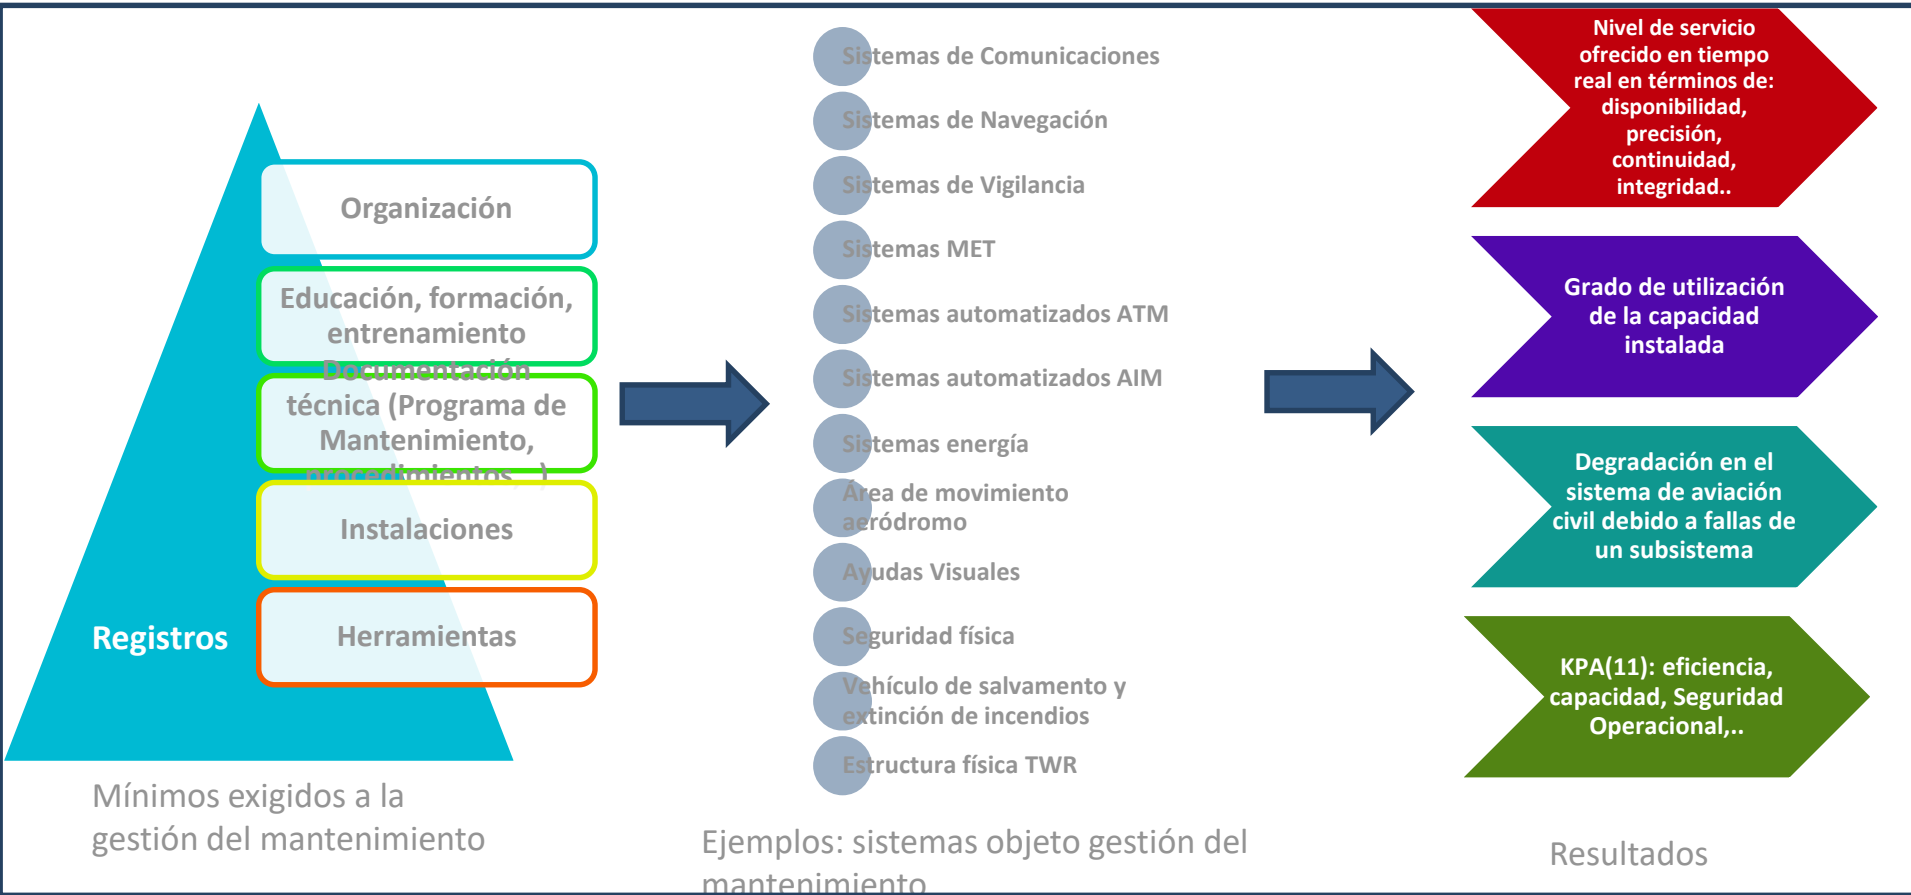 Organización
Educación, formación,
entrenamiento
Documentación
técnica (Programa de
Mantenimiento,
procedimientos...)
Instalaciones
Herramientas
Registros
Mínimos exigidos a la
gestión del mantenimiento
Sistemas de Comunicaciones
Sistemas de Navegación
Sistemas de Vigilancia
Sistemas MET
Sistemas automatizados ATM
Sistemas automatizados AIM
Sistemas energía
Área de movimiento
aeródromo
Ayudas Visuales
Seguridad física
Vehículo de salvamento y
extinción de incendios
Estructura física TWR
Ejemplos: sistemas objeto gestión del
mantenimiento
Nivel de servicio
ofrecido en tiempo
real en términos de:
disponibilidad,
precisión,
continuidad,
integridad..
Grado de utilización
de la capacidad
instalada
Degradación en el
sistema de aviación
civil debido a fallas de
un subsistema
KPA(11): eficiencia,
capacidad, Seguridad
Operacional,..
Resultados